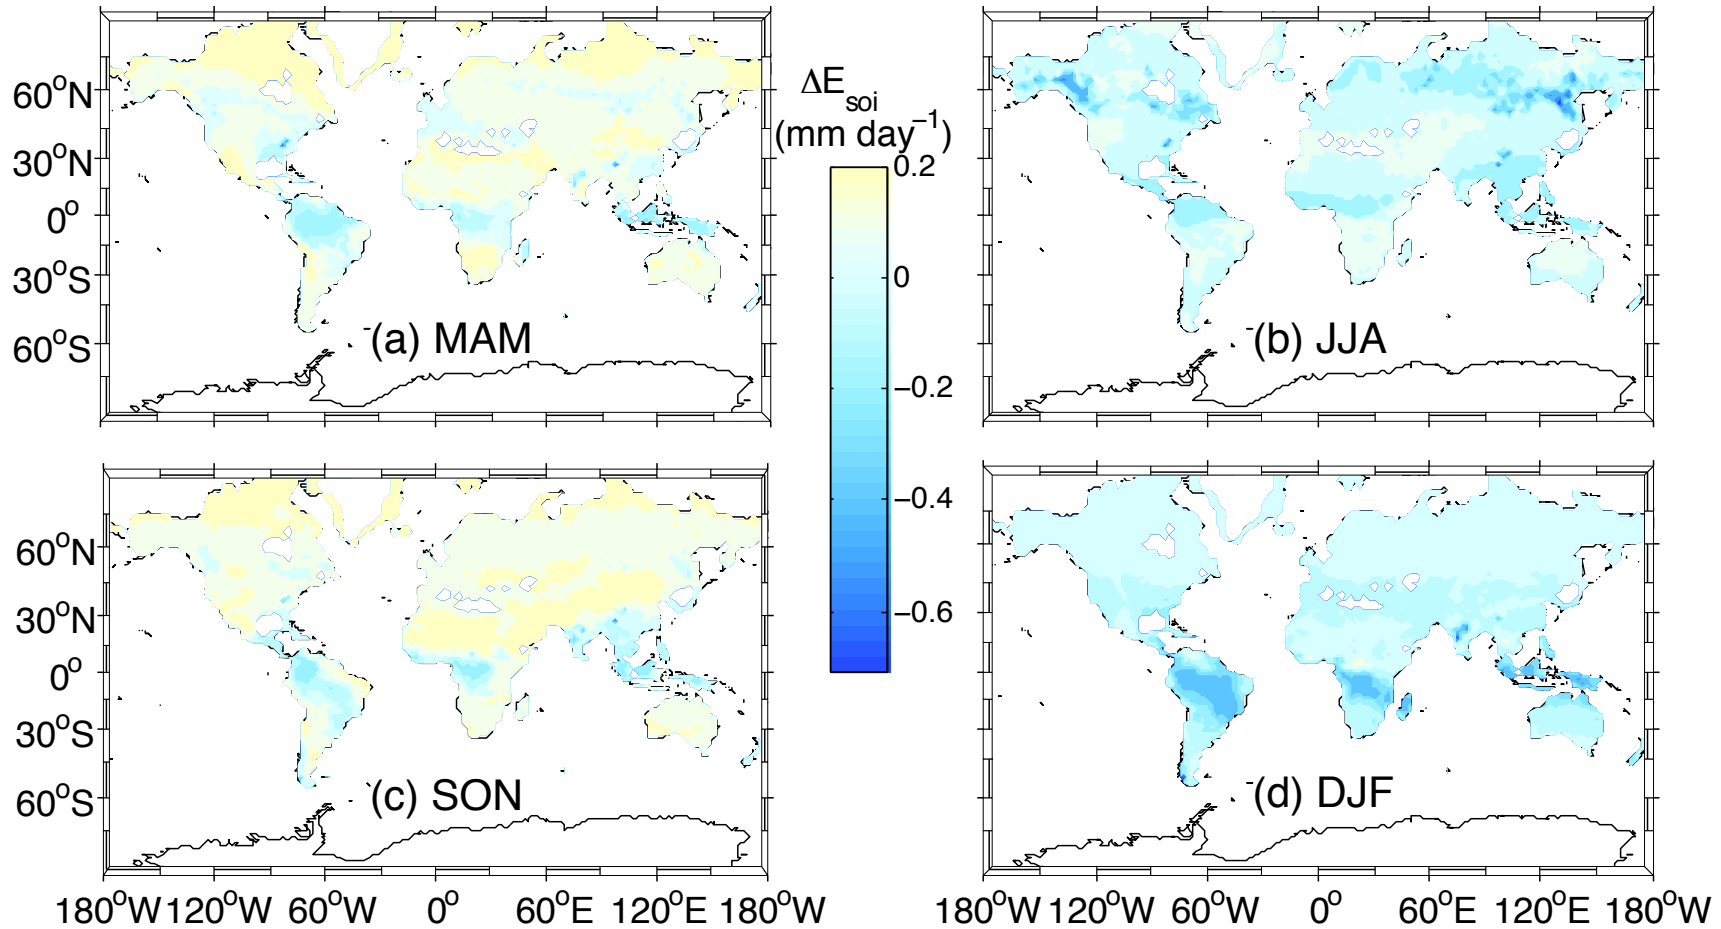 60°N
30°N
0°
30°S
60°S
(a) MAM
ΔE_soi
(mm day⁻¹)
0.2
0
−0.2
−0.4
−0.6
(b) JJA
60°N
30°N
0°
30°S
60°S
(c) SON
(d) DJF
180°W 120°W 60°W 0° 60°E 120°E 180°W
180°W 120°W 60°W 0° 60°E 120°E 180°W